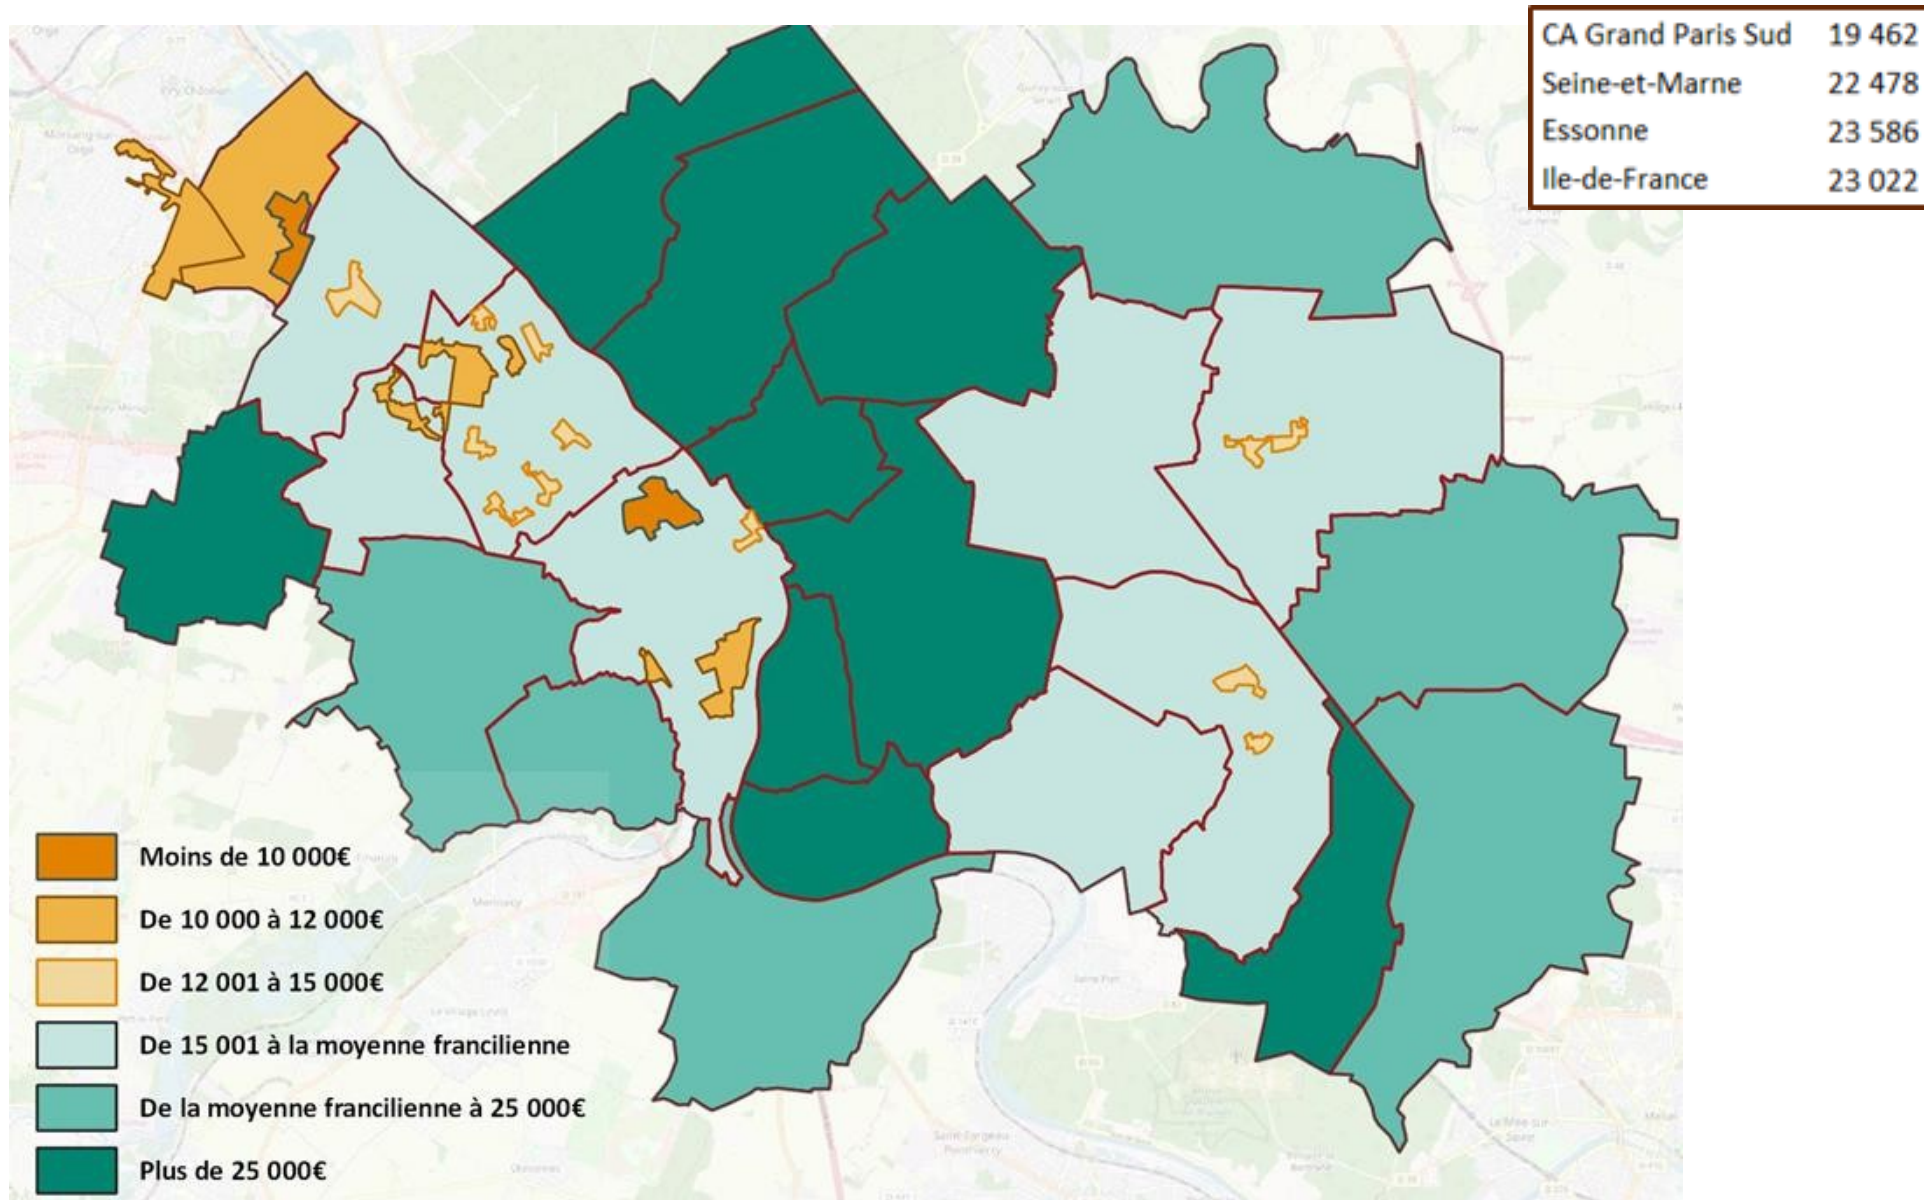 CA Grand Paris Sud 19 462
Seine-et-Marne 22 478
Essonne 23 586
Ile-de-France 23 022
Moins de 10 000€
De 10 000 à 12 000€
De 12 001 à 15 000€
De 15 001 à la moyenne francilienne
De la moyenne francilienne à 25 000€
Plus de 25 000€